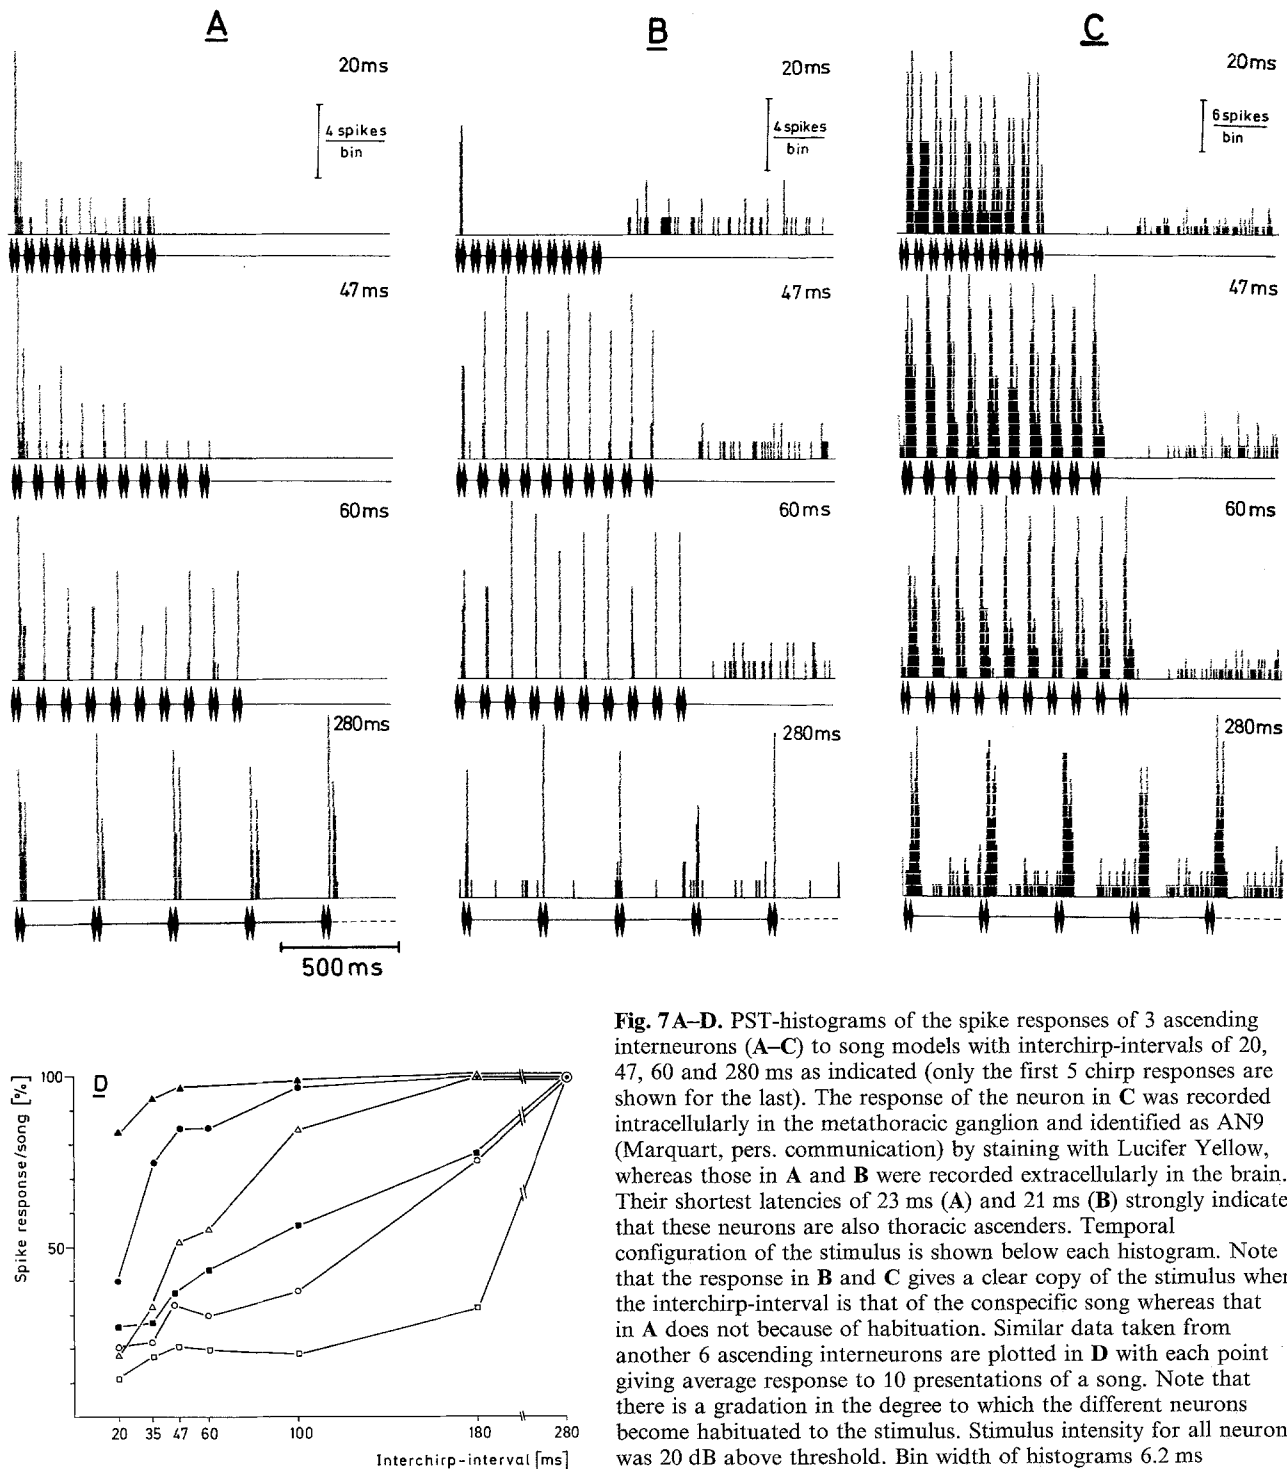 A
B
C
20ms
4 spikes
bin
20ms
4 spikes
bin
20ms
6 spikes
bin
47ms
47ms
47ms
60ms
60ms
60ms
280ms
280ms
280ms
500ms
D
100
50
Spike response/song [%]
20 35 47 60 100 180 280
Interchirp-interval [ms]
Fig. 7A–D. PST-histograms of the spike responses of 3 ascending
interneurons (A–C) to song models with interchirp-intervals of 20,
47, 60 and 280 ms as indicated (only the first 5 chirp responses are
shown for the last). The response of the neuron in C was recorded
intracellularly in the metathoracic ganglion and identified as AN9
(Marquart, pers. communication) by staining with Lucifer Yellow,
whereas those in A and B were recorded extracellularly in the brain.
Their shortest latencies of 23 ms (A) and 21 ms (B) strongly indicate
that these neurons are also thoracic ascenders. Temporal
configuration of the stimulus is shown below each histogram. Note
that the response in B and C gives a clear copy of the stimulus when
the interchirp-interval is that of the conspecific song whereas that
in A does not because of habituation. Similar data taken from
another 6 ascending interneurons are plotted in D with each point
giving average response to 10 presentations of a song. Note that
there is a gradation in the degree to which the different neurons
become habituated to the stimulus. Stimulus intensity for all neuron
was 20 dB above threshold. Bin width of histograms 6.2 ms